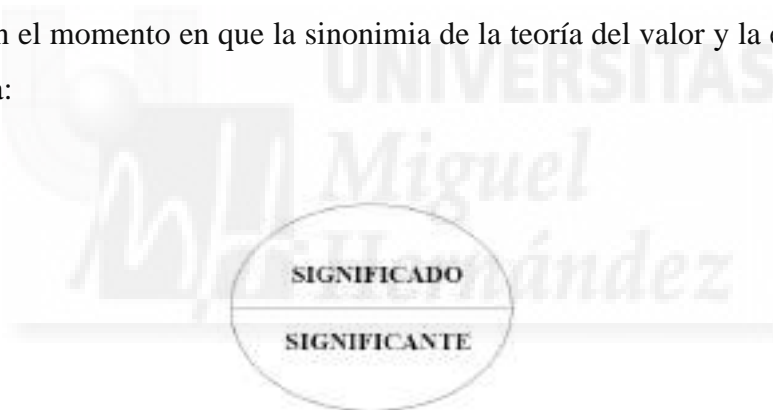 n el momento en que la sinonimia de la teoría del valor y la
a:
UNIVERSITAS
Miguel
Hernández
SIGNIFICADO
SIGNIFICANTE